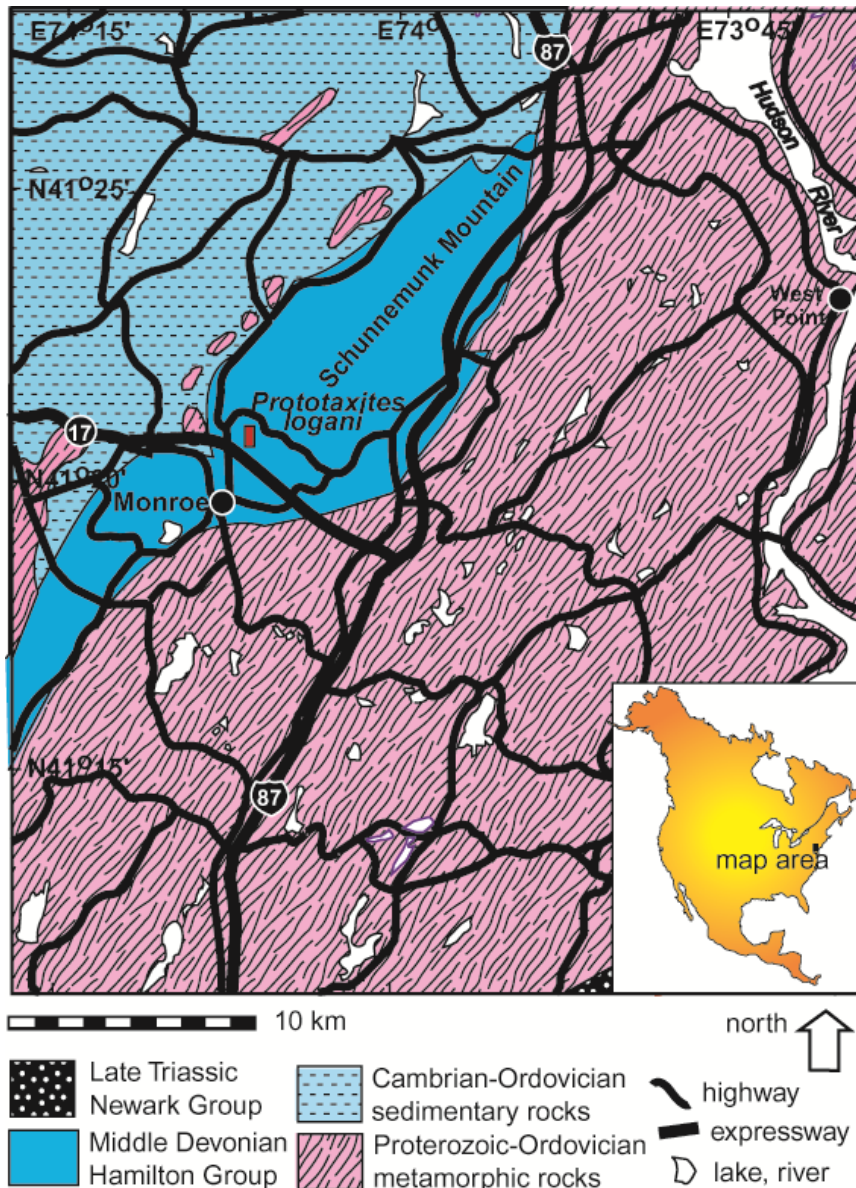 E74°15'
E74°
E73°45'
87
Hudson
River
N41°25'
Schunnemunk Mountain
West
Point
Prototaxites
logani
17
Monroe
N41°15'
87
map area
10 km
north
Late Triassic
Newark Group
Cambrian-Ordovician
sedimentary rocks
highway
expressway
Middle Devonian
Hamilton Group
Proterozoic-Ordovician
metamorphic rocks
lake, river